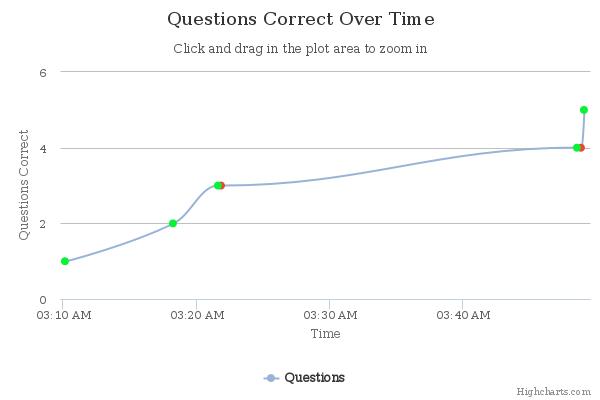 Questions Correct Over Time
Click and drag in the plot area to zoom in
Questions Correct
6
4
2
0
03:10 AM 03:20 AM 03:30 AM 03:40 AM
Time
Questions
Highcharts.com